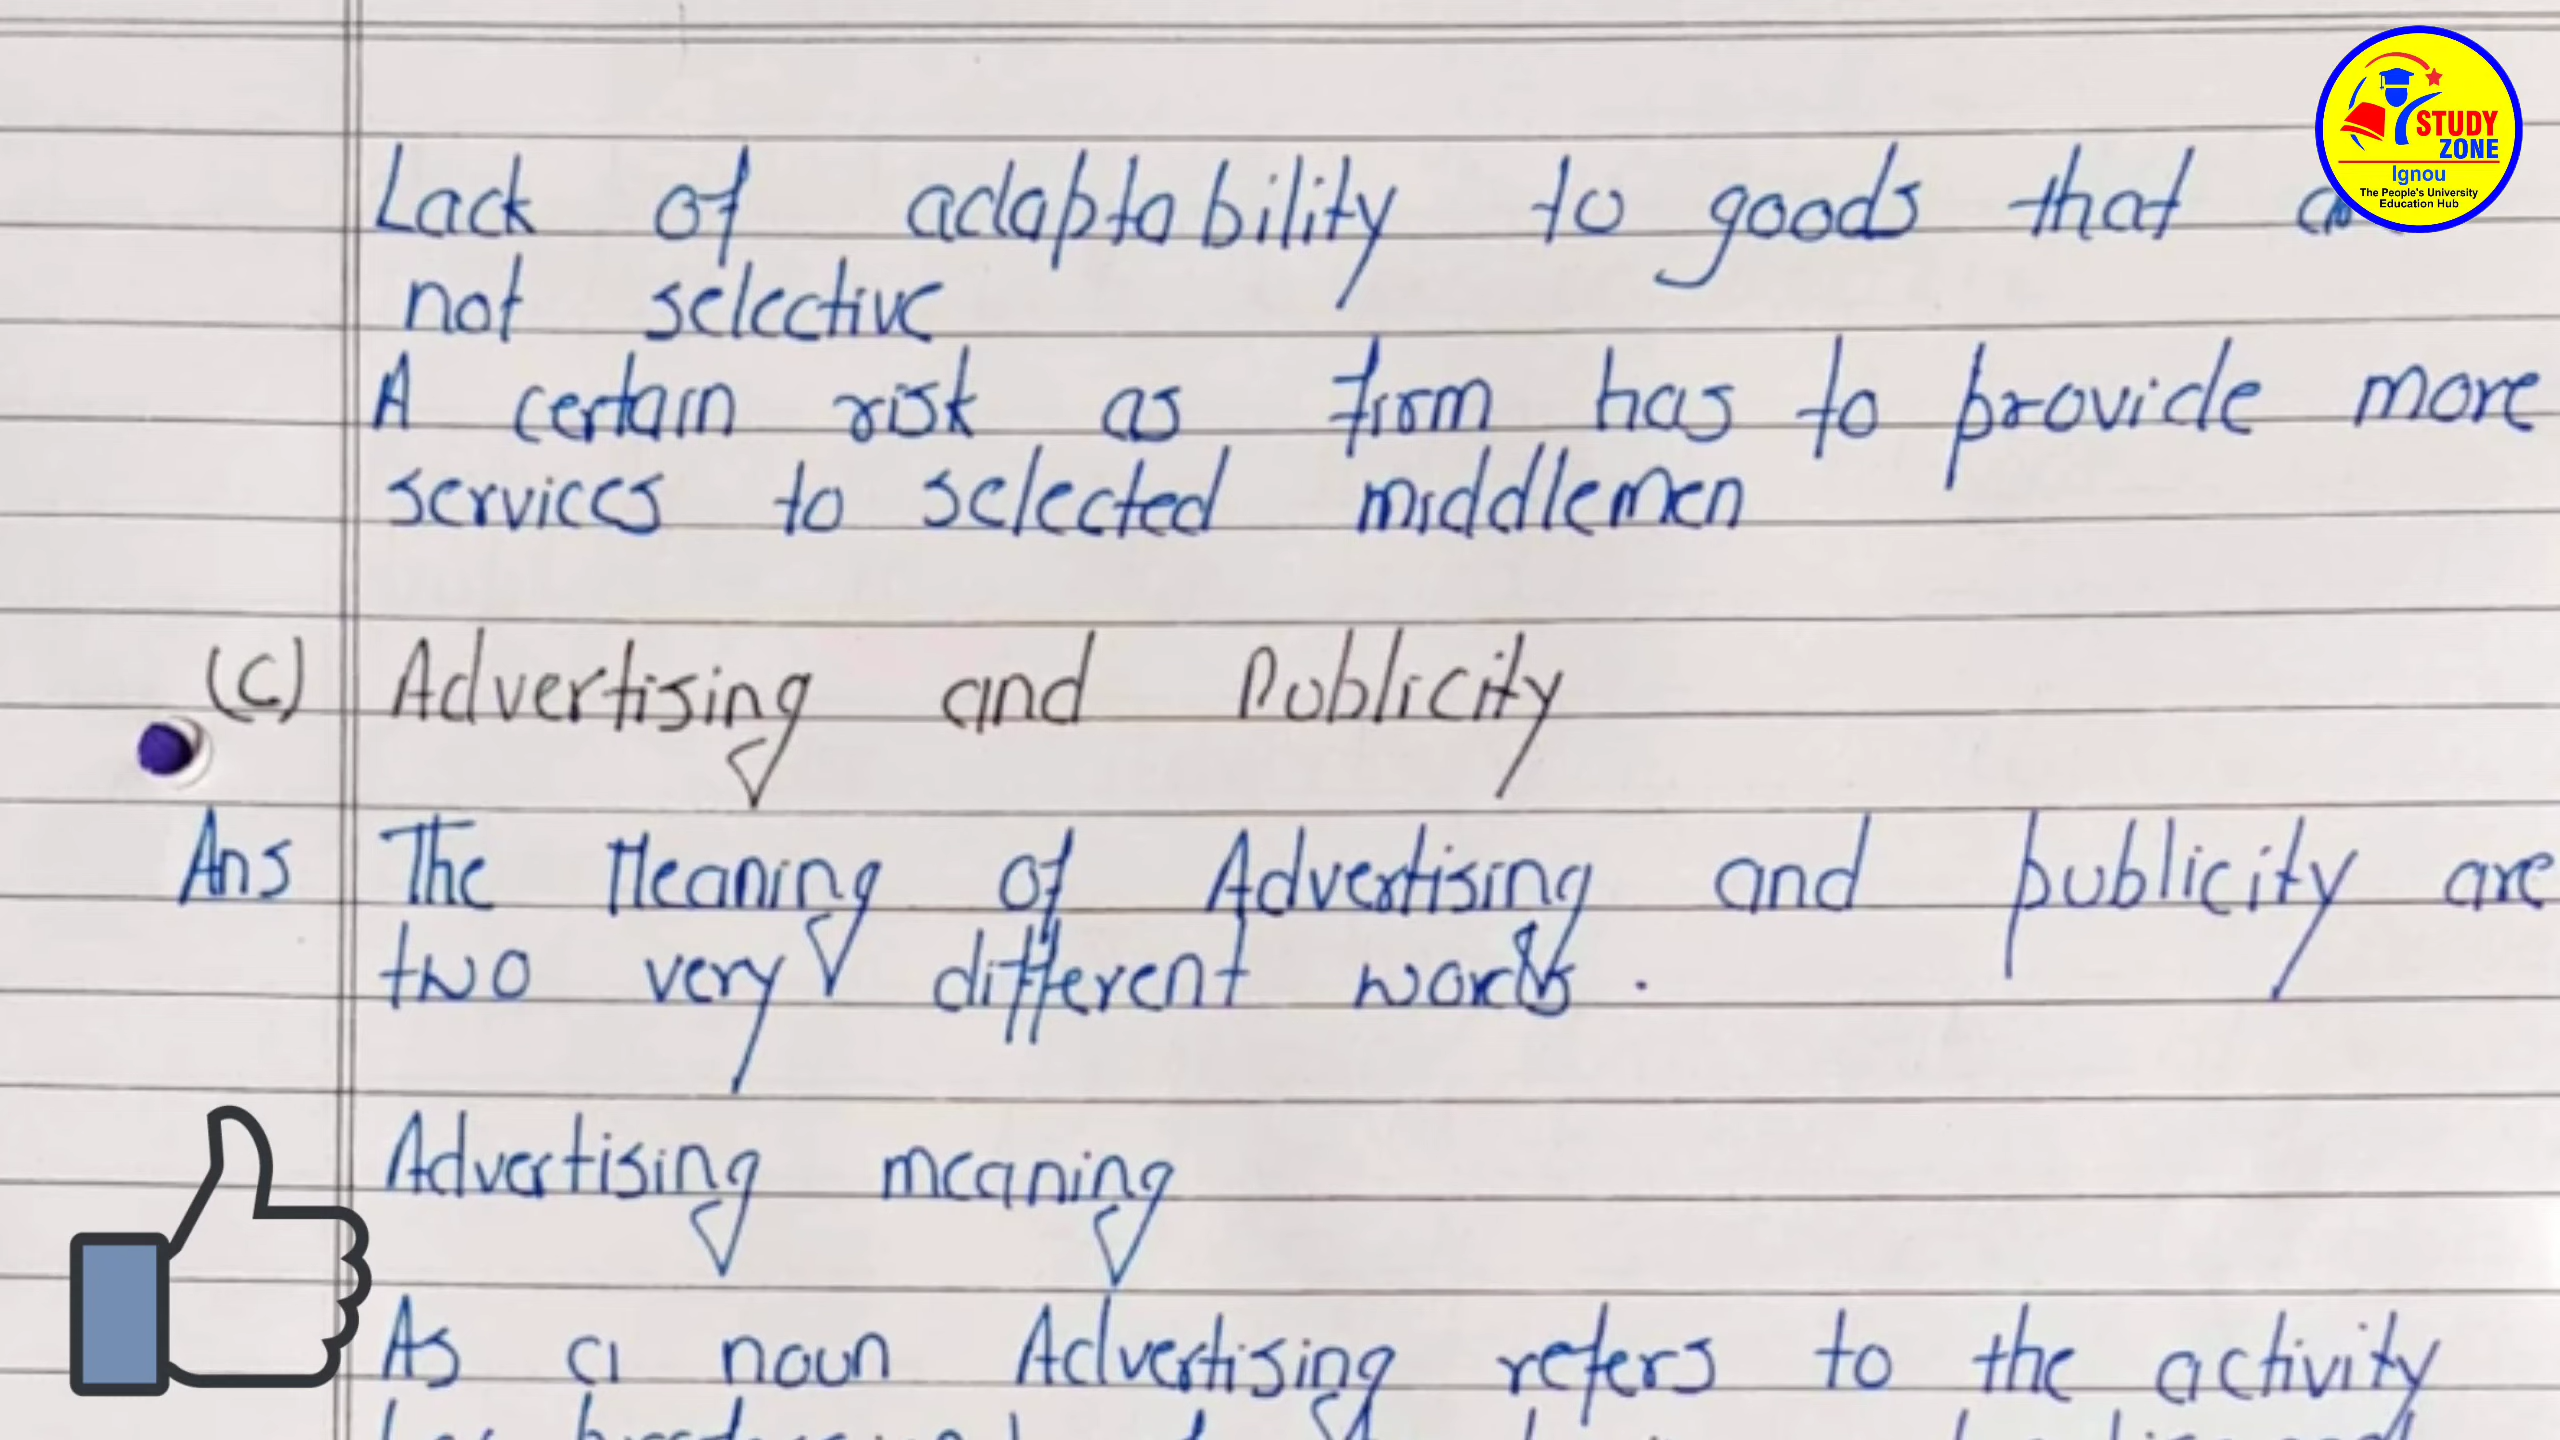 STUDY
ZONE
Ignou
The People's University
Education Hub
Lack of adaptability to goods that
not selective
A certain risk as firm has to provide more
services to selected middlemen
(C) Advertising and Publicity
Ans The Meaning of Advertising and publicity are
two very different words.
Advertising meaning
As a noun Advertising refers to the activity